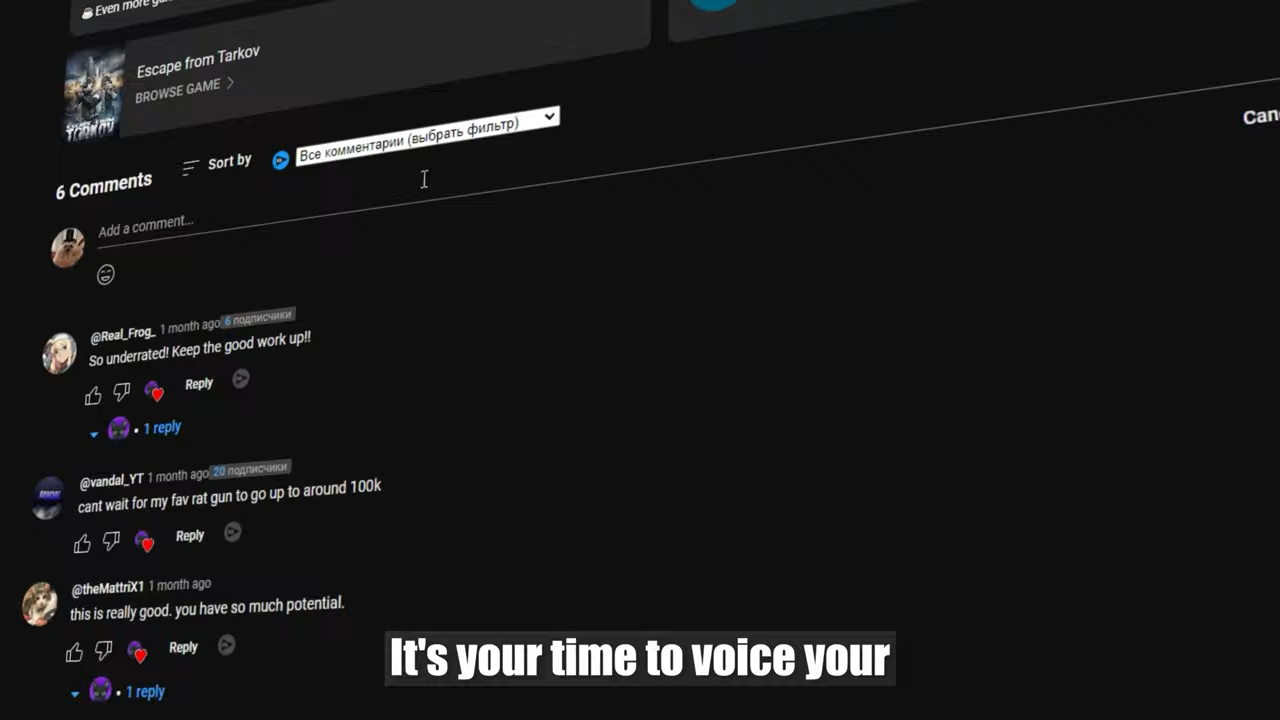 Even more
Escape from Tarkov
BROWSE GAME
TARKOV
6 Comments
Sort by
Все комментарии (выбрать фильтр)
Add a comment...
@Real_Frog_ 1 month ago 6 подписчики
So underrated! Keep the good work up!!
Reply
1 reply
@vandal_YT 1 month ago 20 подписчики
cant wait for my fav rat gun to go up to around 100k
Reply
@theMattriX1 1 month ago
this is really good. you have so much potential.
Reply
1 reply
It's your time to voice your